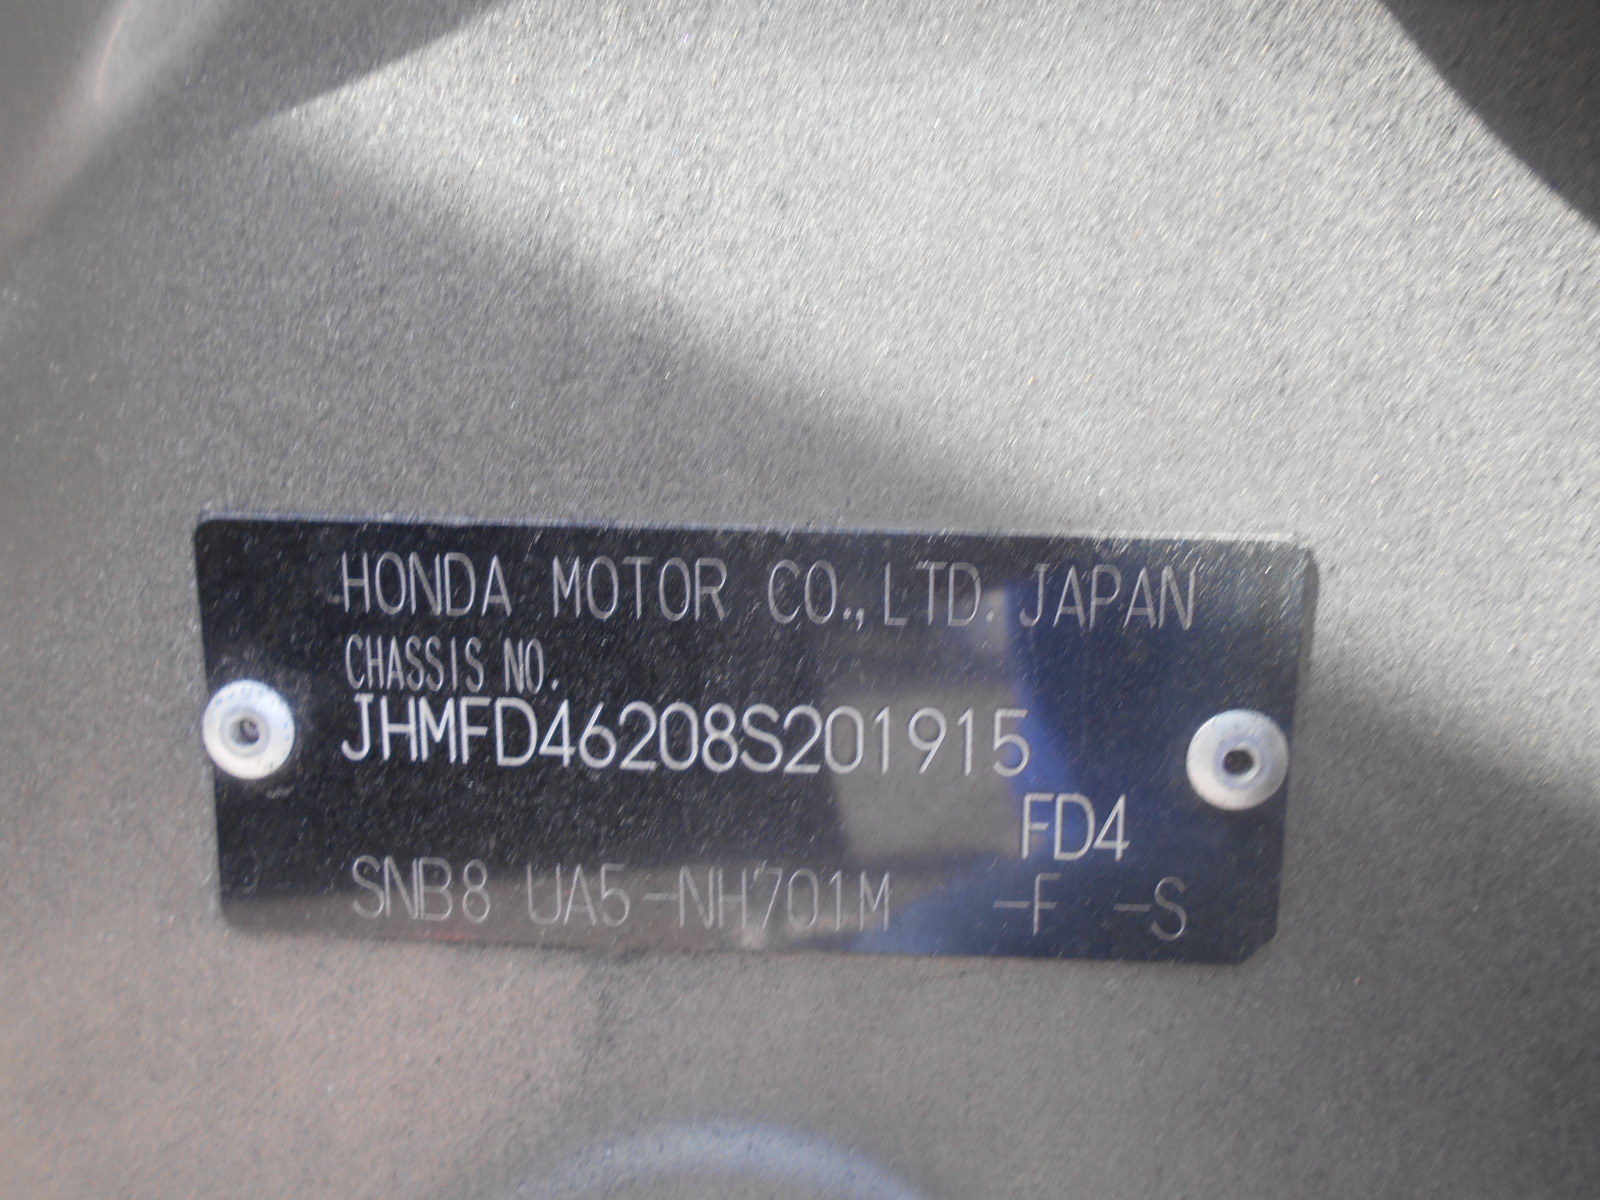 HONDA MOTOR CO.,LTD. JAPAN
CHASSIS NO.
JHMFD46208S201915
FD4
SNB8 UA5-NH701M -F -S